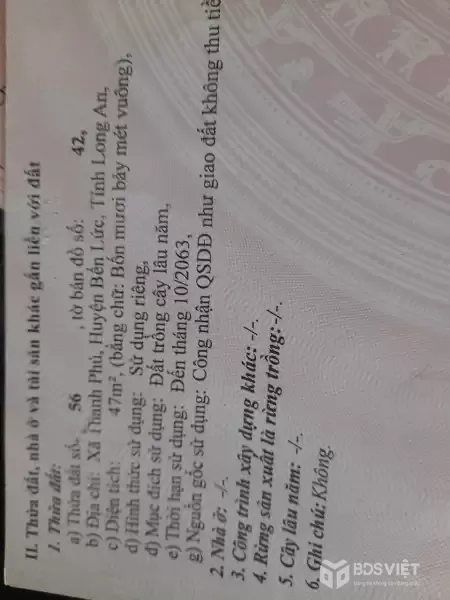 II. Thửa đất, nhà ở và tài sản khác gắn liền với đất
1. Thửa đất:
a) Thửa đất số: 56 , tờ bản đồ số: 42,
b) Địa chỉ: Xã Thanh Phú, Huyện Bến Lức, Tỉnh Long An,
c) Diện tích: 47m², (bằng chữ: Bốn mươi bảy mét vuông),
d) Hình thức sử dụng: Sử dụng riêng,
đ) Mục đích sử dụng: Đất trồng cây lâu năm,
e) Thời hạn sử dụng: Đến tháng 10/2063,
g) Nguồn gốc sử dụng: Công nhận QSDĐ như giao đất không thu tiề
2. Nhà ở: -/-.
3. Công trình xây dựng khác: -/-.
4. Rừng sản xuất là rừng trồng: -/-.
5. Cây lâu năm: -/-.
6. Ghi chú: Không.
BDSVIỆT